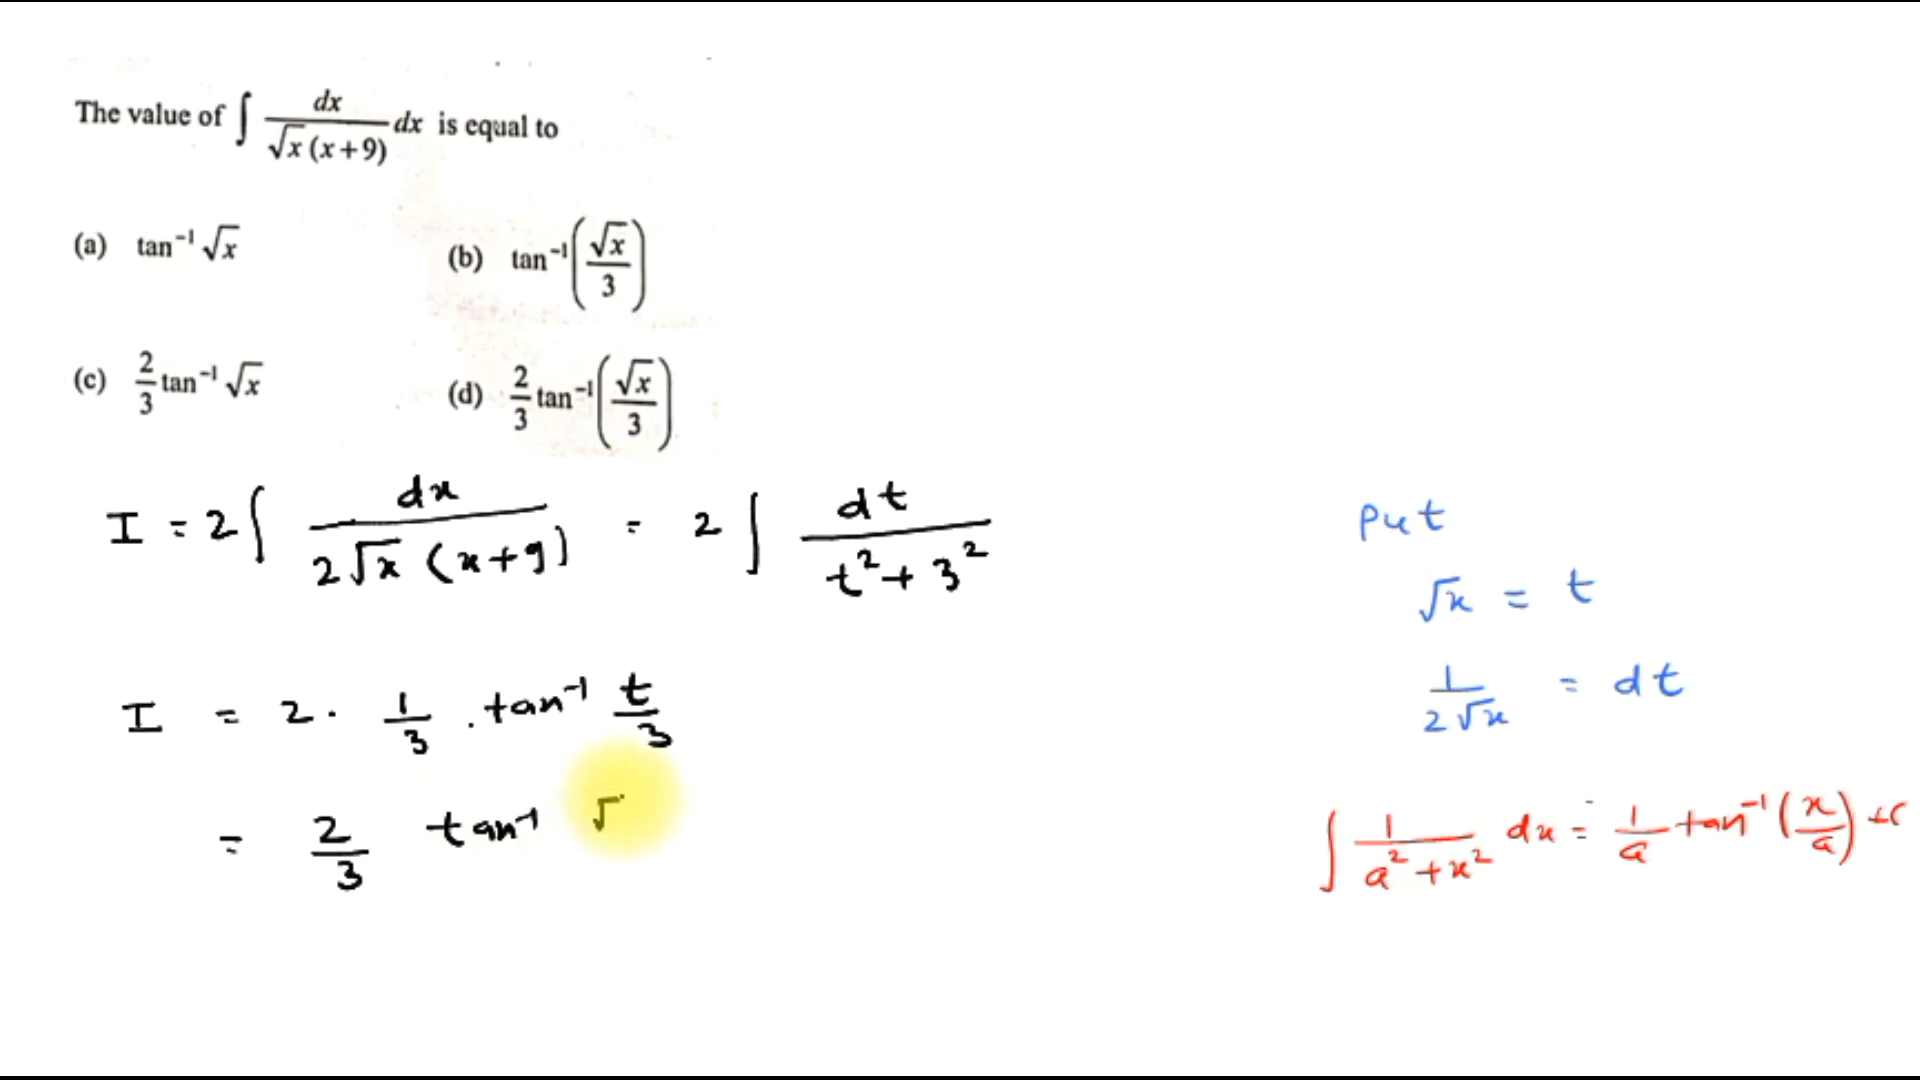 The value of ∫ dx/(√x(x+9)) dx is equal to
(a) tan⁻¹ √x
(b) tan⁻¹(√x/3)
(c) 2/3 tan⁻¹ √x
(d) 2/3 tan⁻¹(√x/3)
I = 2∫ dx/(2√x (x+9)) = 2∫ dt/(t²+3²)
I = 2 . 1/3 . tan⁻¹ t/3
= 2/3 tan⁻¹ √
Put
√x = t
1/(2√x) = dt
∫ 1/(a²+x²) dx = 1/a tan⁻¹(x/a) +C